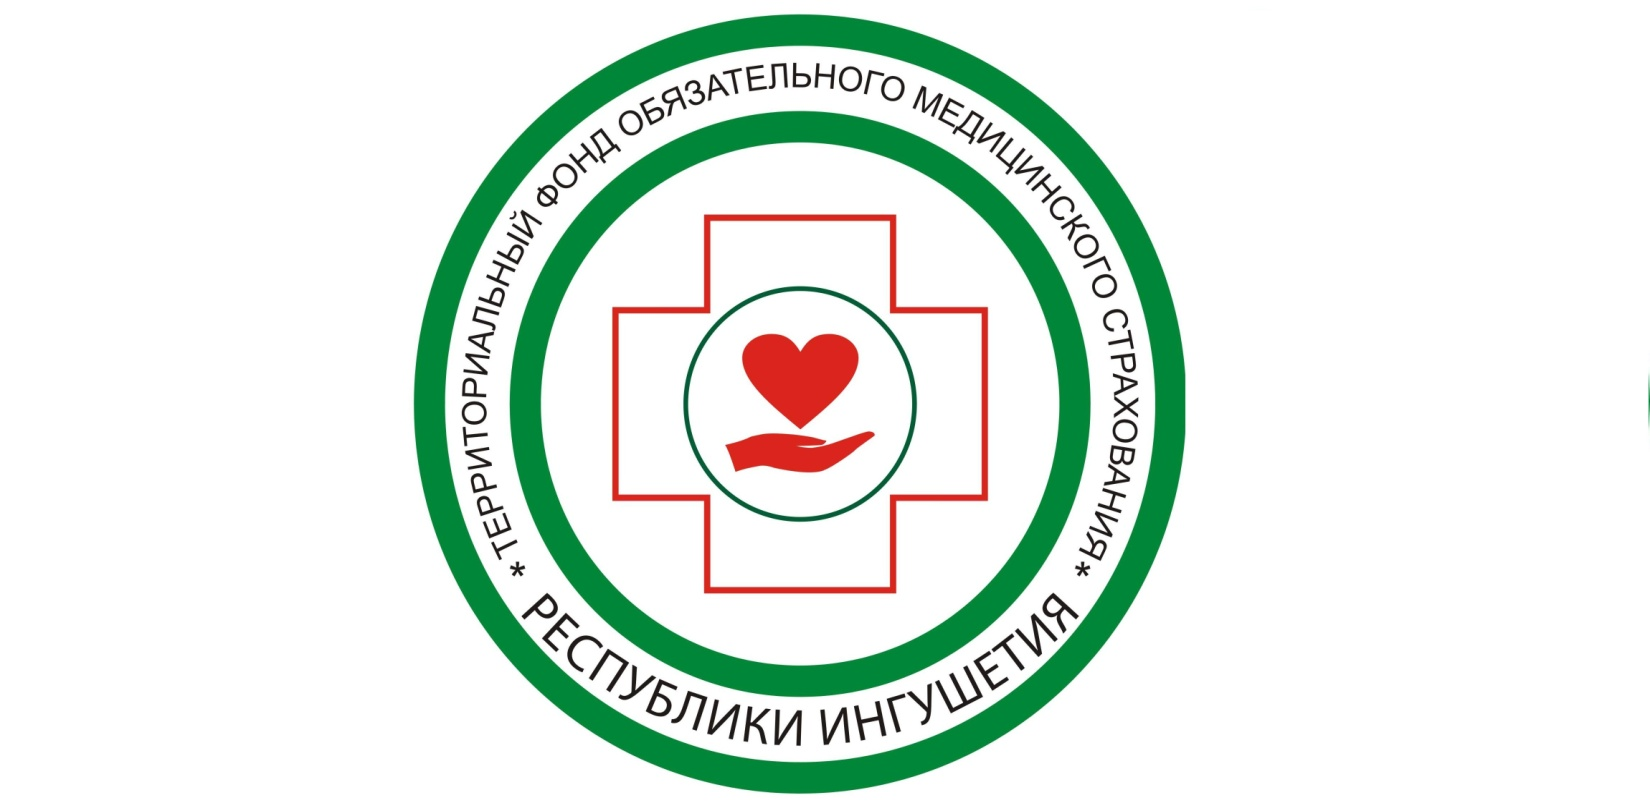 * ТЕРРИТОРИАЛЬНЫЙ ФОНД ОБЯЗАТЕЛЬНОГО МЕДИЦИНСКОГО СТРАХОВАНИЯ *
РЕСПУБЛИКИ ИНГУШЕТИЯ